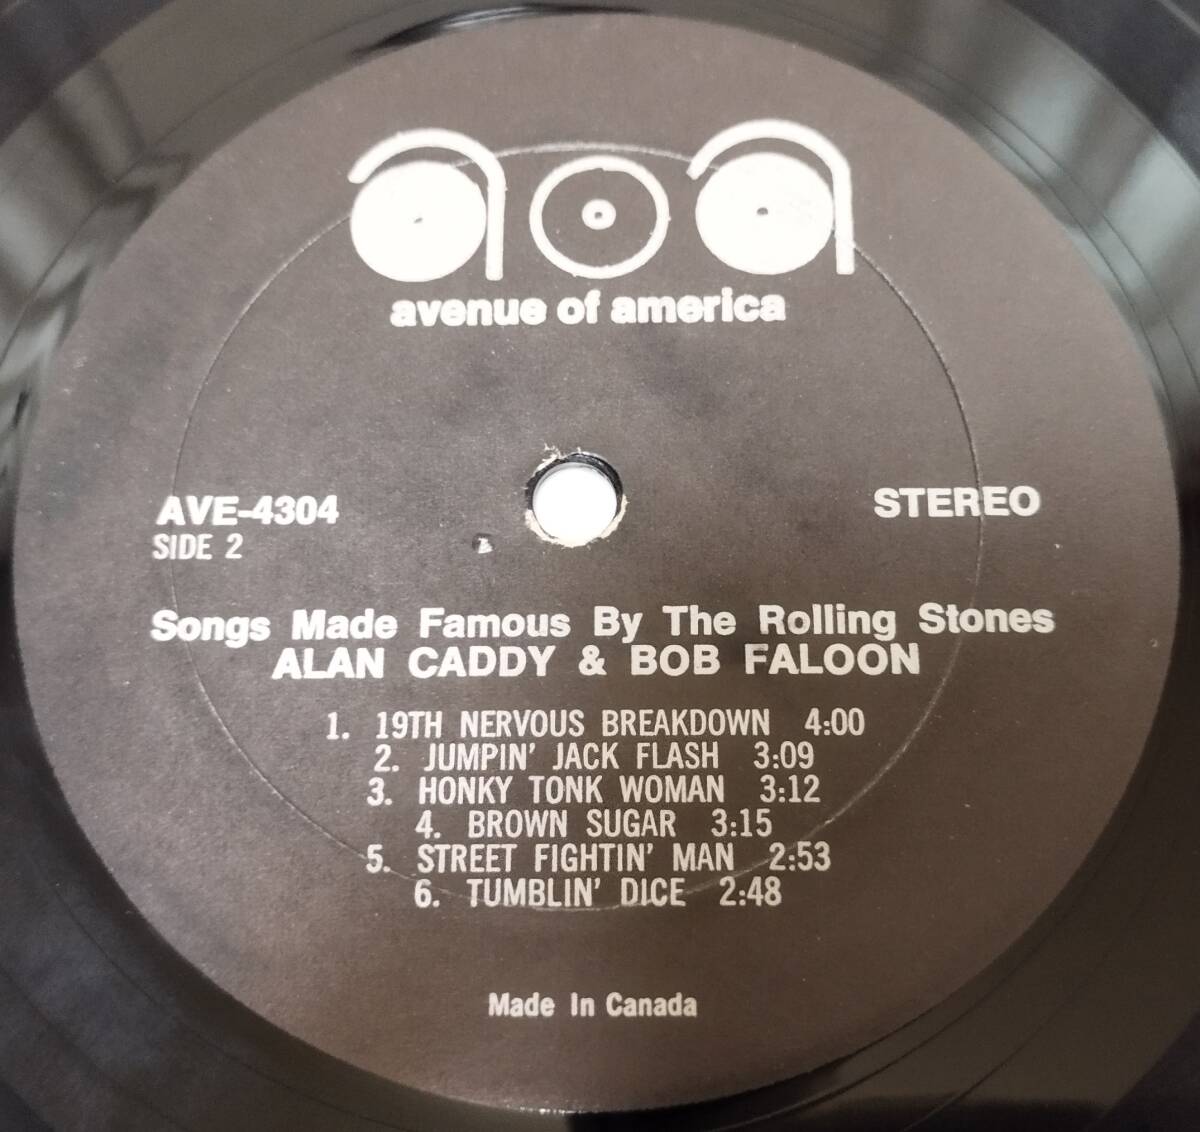 aoa
avenue of america
AVE-4304
STEREO
SIDE 2
Songs Made Famous By The Rolling Stones
ALAN CADDY & BOB FALOON
1. 19TH NERVOUS BREAKDOWN 4:00
2. JUMPIN' JACK FLASH 3:09
3. HONKY TONK WOMAN 3:12
4. BROWN SUGAR 3:15
5. STREET FIGHTIN' MAN 2:53
6. TUMBLIN' DICE 2:48
Made In Canada